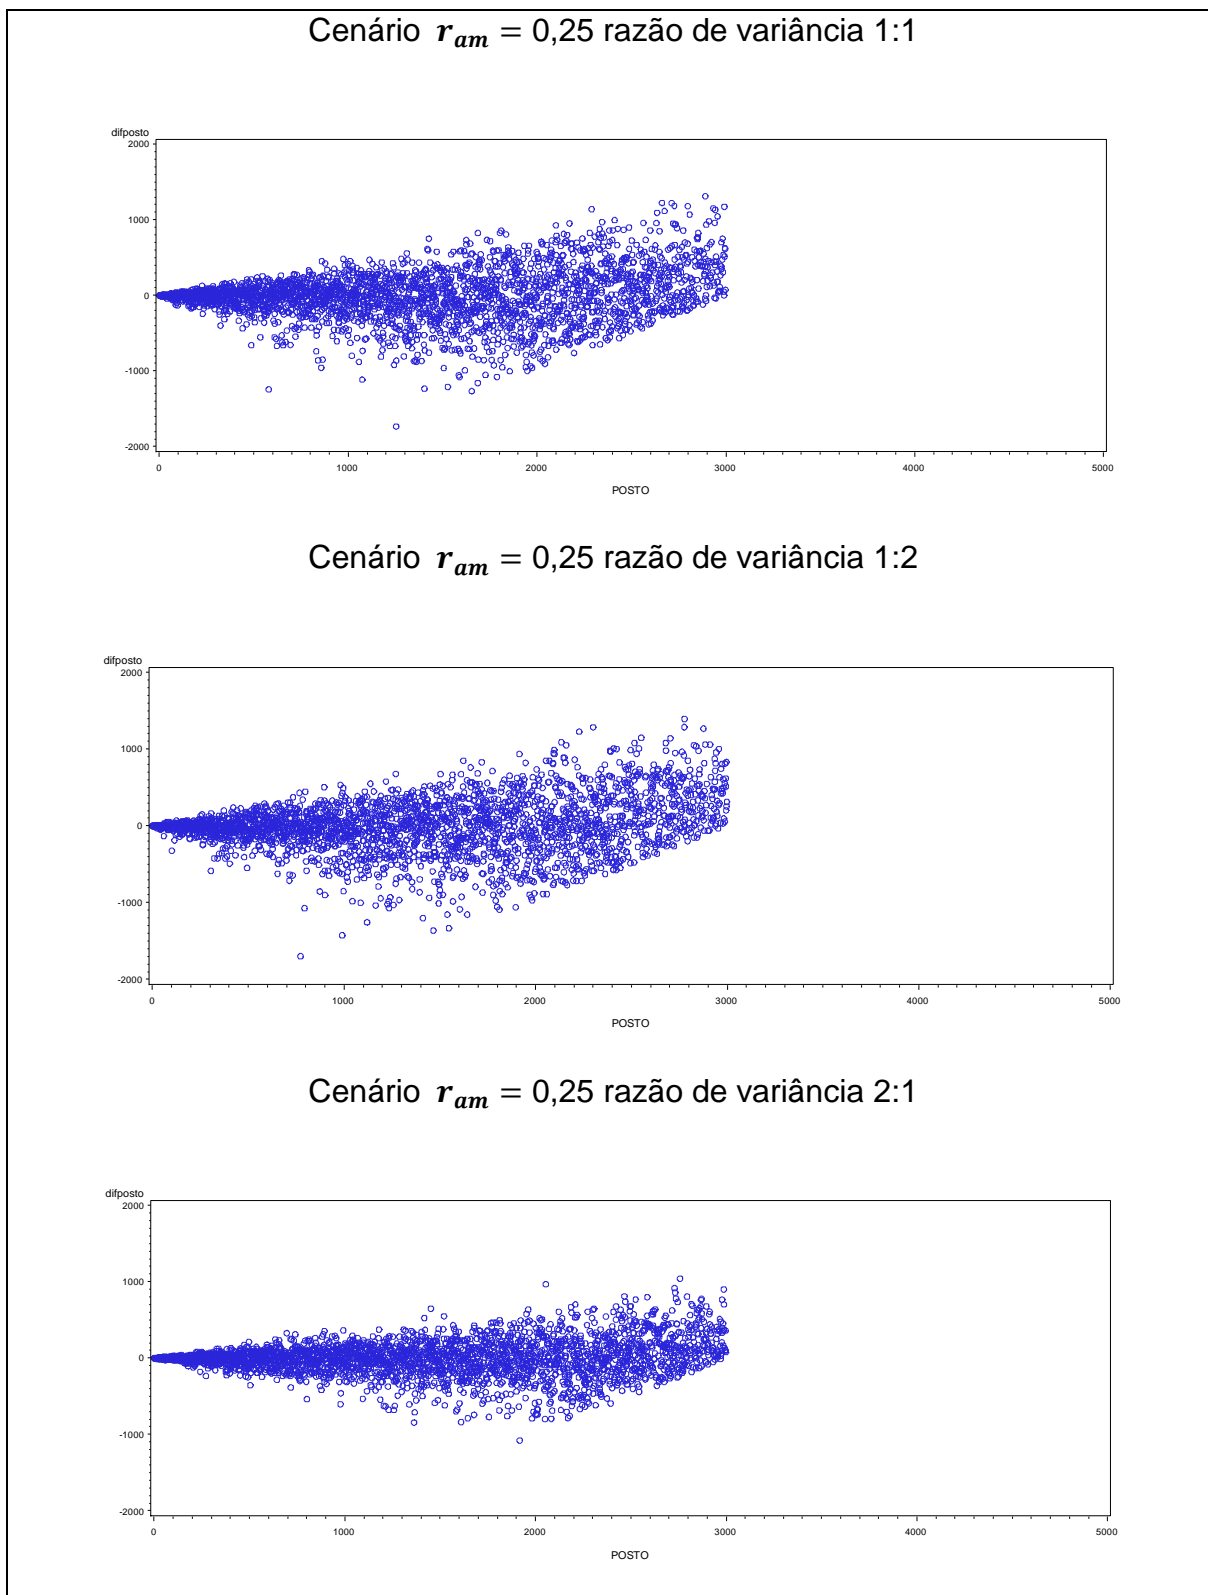 Cenário r_am = 0,25 razão de variância 1:1
difposto
2000
1000
0
-1000
-2000
0 1000 2000 3000 4000 5000
POSTO
Cenário r_am = 0,25 razão de variância 1:2
difposto
2000
1000
0
-1000
-2000
0 1000 2000 3000 4000 5000
POSTO
Cenário r_am = 0,25 razão de variância 2:1
difposto
2000
1000
0
-1000
-2000
0 1000 2000 3000 4000 5000
POSTO